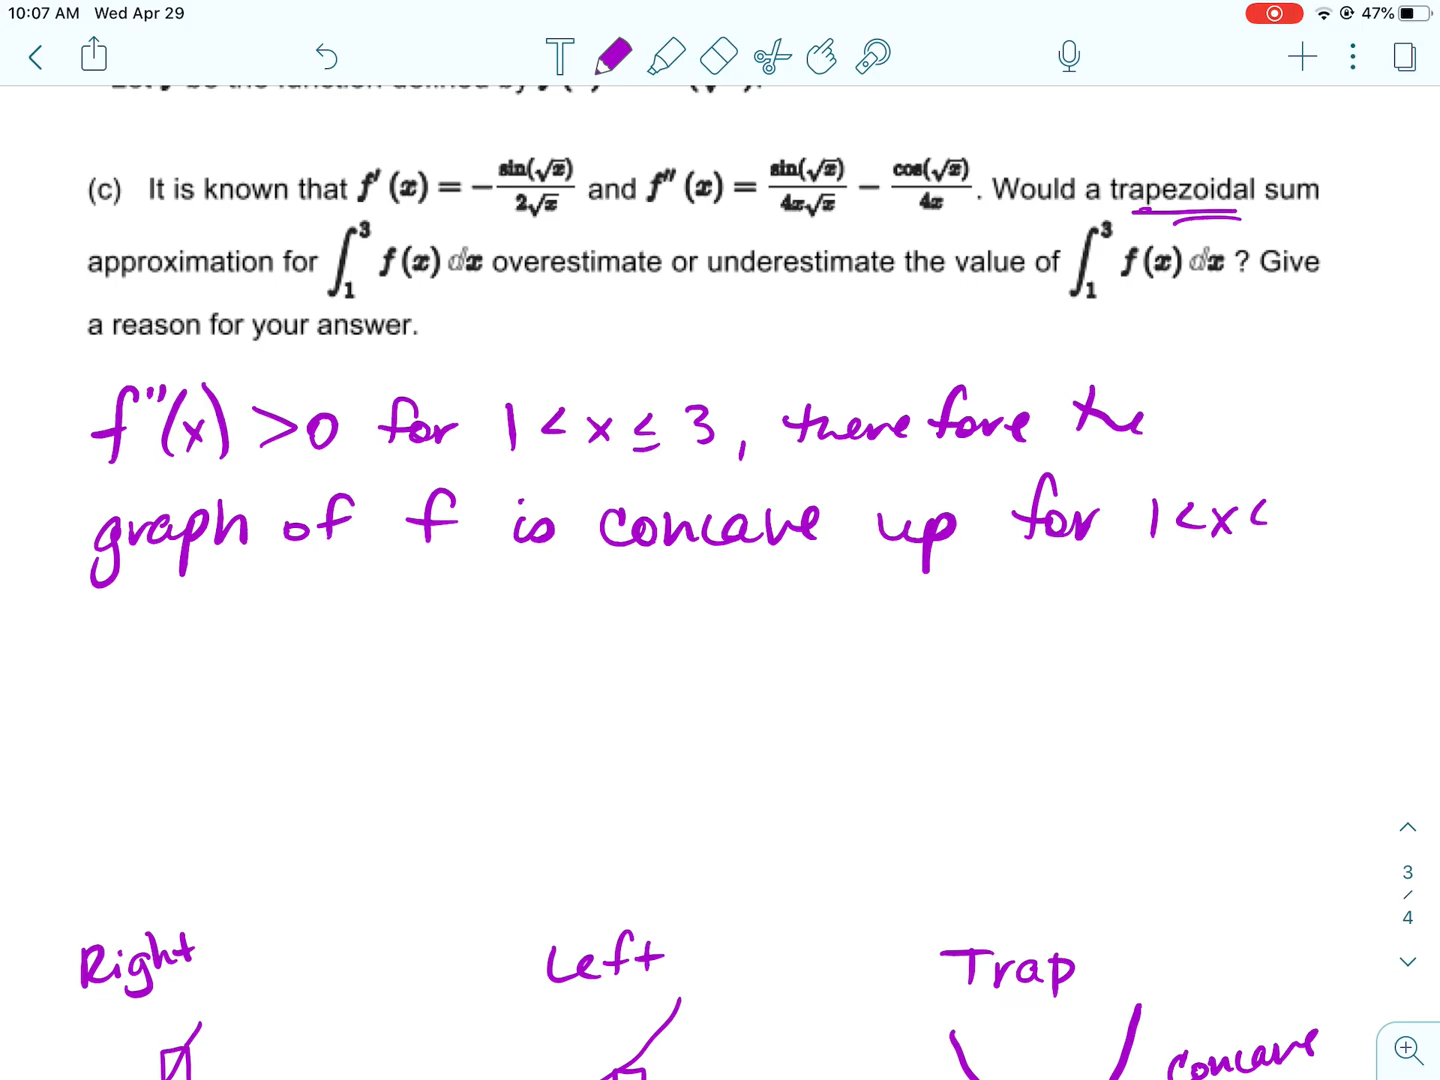 10:07 AM Wed Apr 29
47%
T
(c) It is known that f′ (x) = − sin(√x) / 2√x and f″ (x) = sin(√x) / 4x√x − cos(√x) / 4x . Would a trapezoidal sum
approximation for ∫₁³ f (x) dx overestimate or underestimate the value of ∫₁³ f (x) dx ? Give
a reason for your answer.
f"(x) >0 for 1 < x ≤ 3, therefore the
graph of f is concave up for 1 < x <
3
/
4
Right
Left
Trap
concave